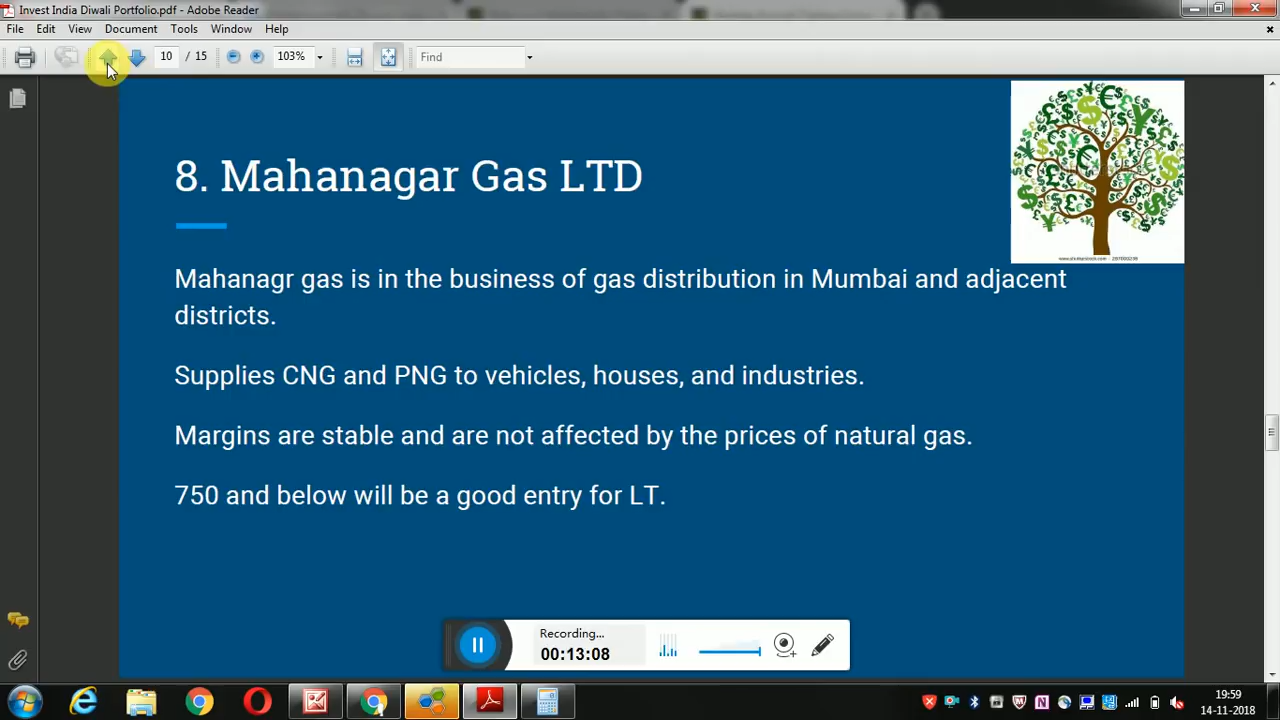 Invest India Diwali Portfolio.pdf - Adobe Reader
File Edit View Document Tools Window Help
10 / 15 103% Find
8. Mahanagar Gas LTD
Mahanagr gas is in the business of gas distribution in Mumbai and adjacent
districts.
Supplies CNG and PNG to vehicles, houses, and industries.
Margins are stable and are not affected by the prices of natural gas.
750 and below will be a good entry for LT.
Recording...
00:13:08
19:59
14-11-2018